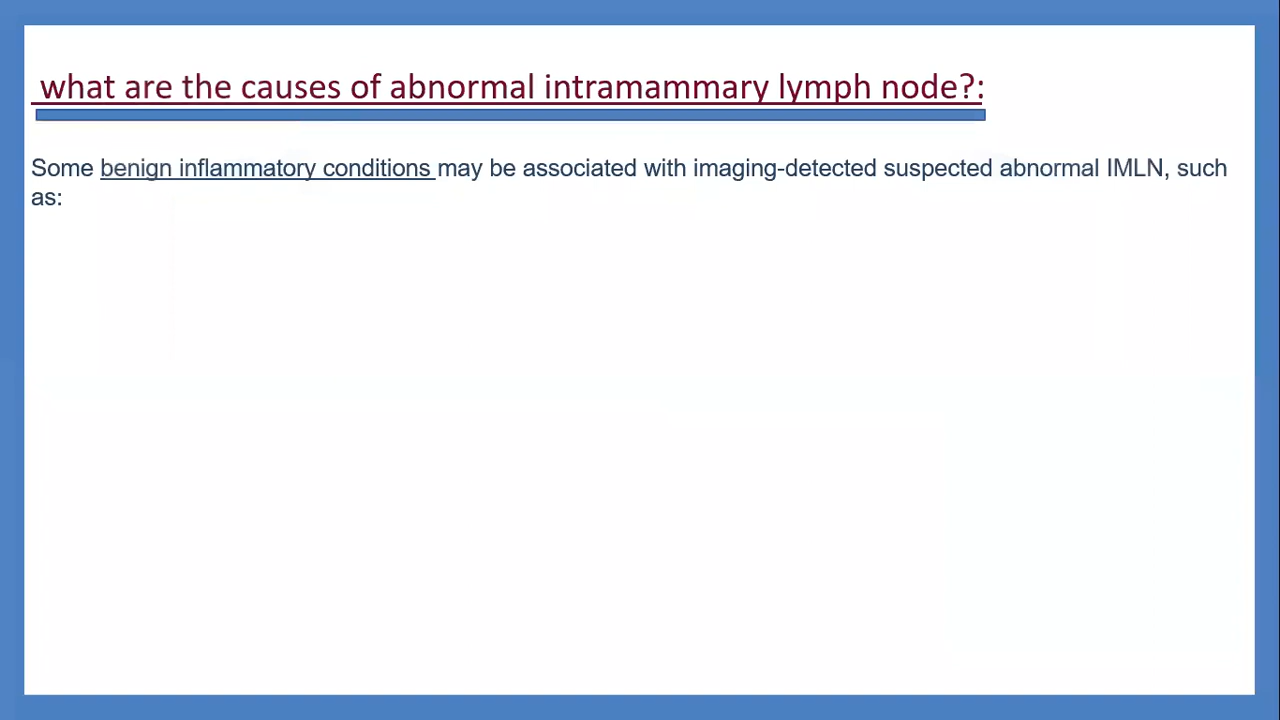 what are the causes of abnormal intramammary lymph node?:
Some benign inflammatory conditions may be associated with imaging-detected suspected abnormal IMLN, such
as: